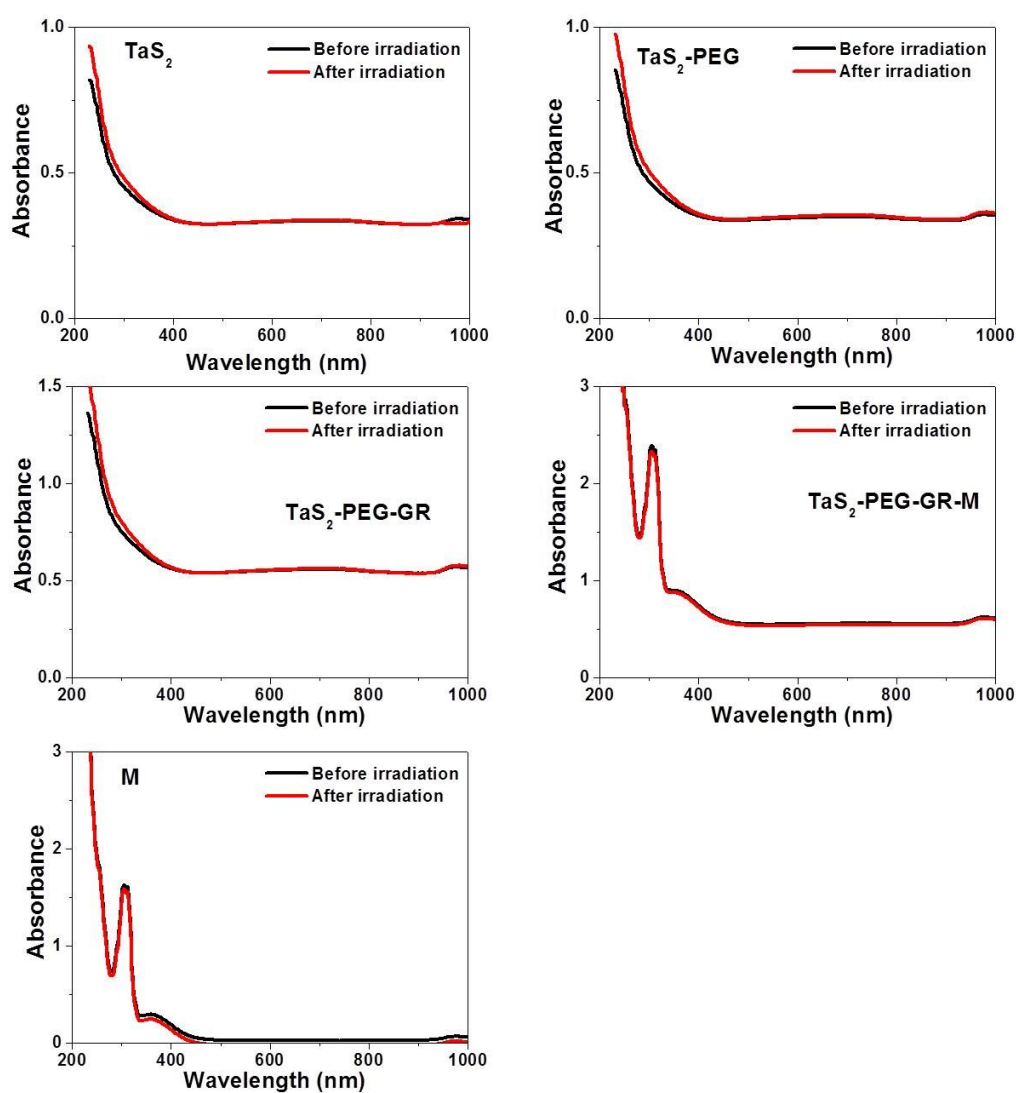 1.0
TaS2
Before irradiation
After irradiation
Absorbance
0.5
0.0
200 400 600 800 1000
Wavelength (nm)
1.0
TaS2-PEG
Before irradiation
After irradiation
Absorbance
0.5
0.0
200 400 600 800 1000
Wavelength (nm)
1.5
Before irradiation
After irradiation
Absorbance
1.0
TaS2-PEG-GR
0.5
0.0
200 400 600 800 1000
Wavelength (nm)
3
Before irradiation
After irradiation
Absorbance
2
TaS2-PEG-GR-M
1
0
200 400 600 800 1000
Wavelength (nm)
3
M
Before irradiation
After irradiation
Absorbance
2
1
0
200 400 600 800 1000
Wavelength (nm)